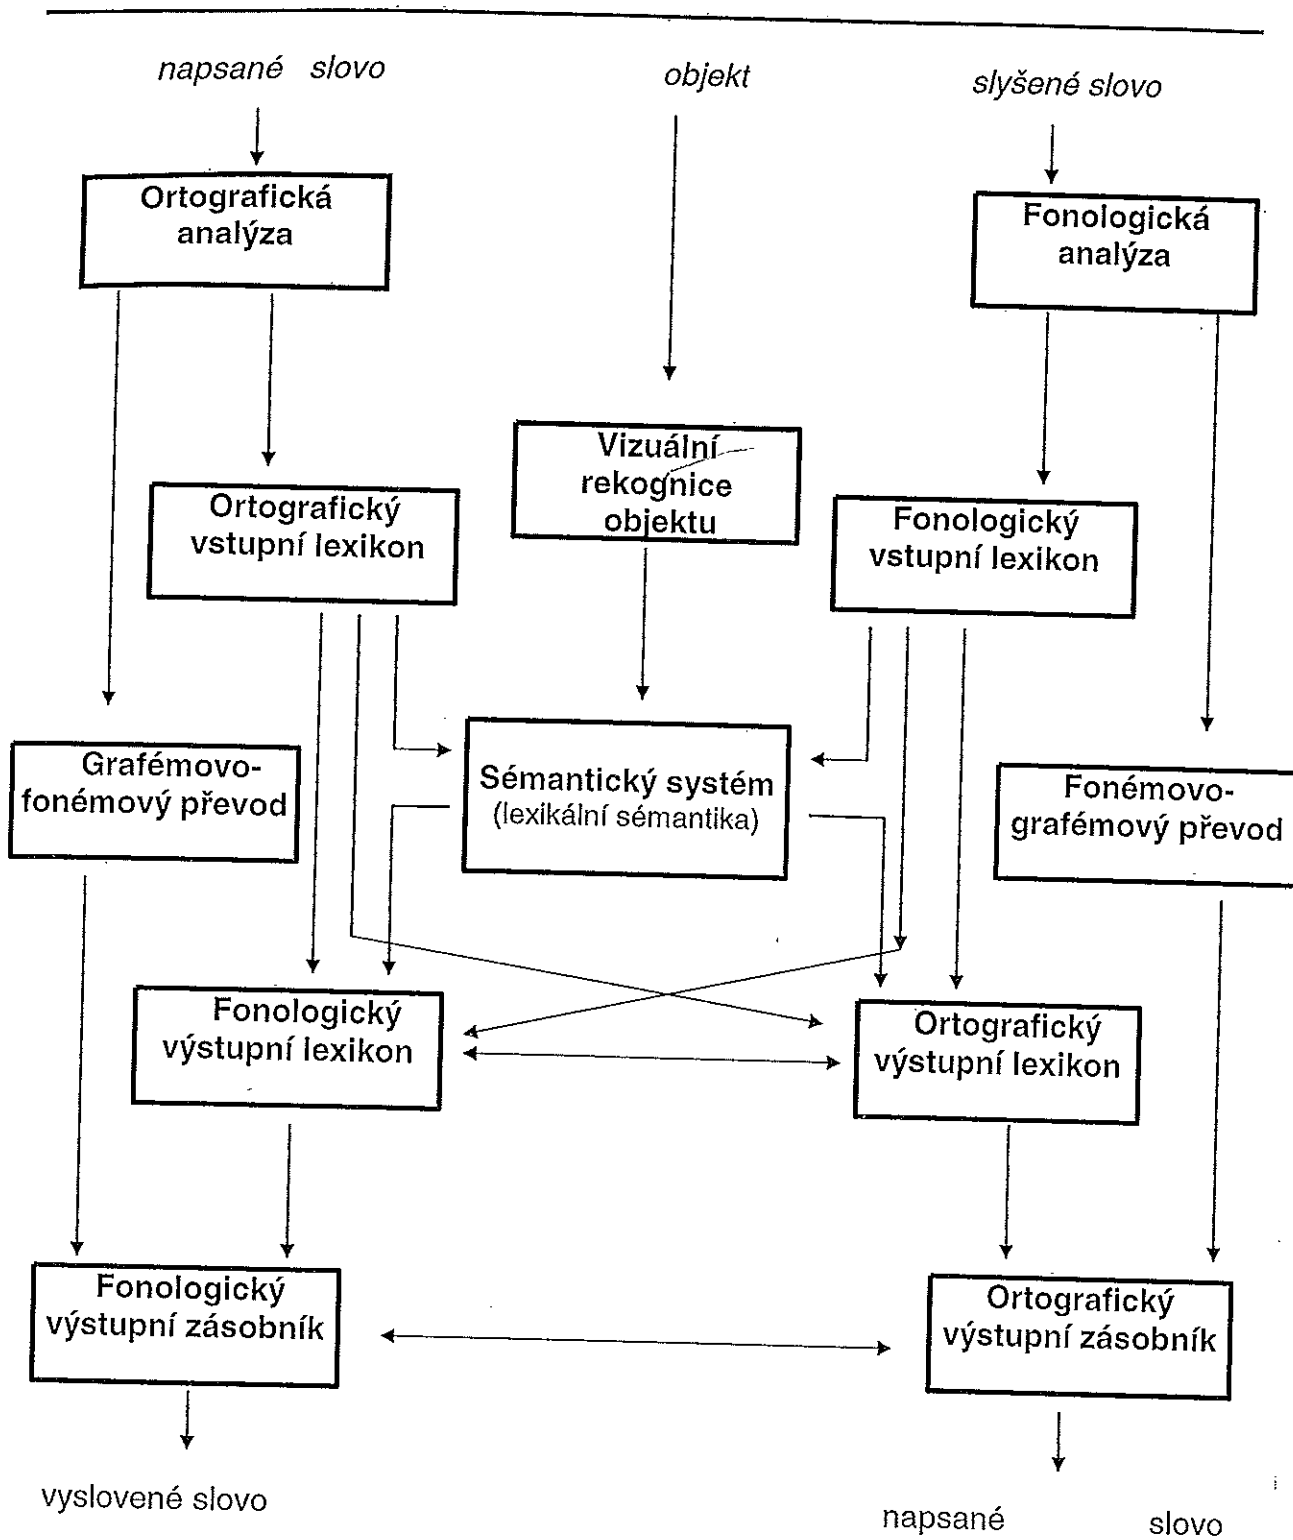 napsané slovo
objekt
slyšené slovo
Ortografická
analýza
Fonologická
analýza
Vizuální
rekognice
objektu
Ortografický
vstupní lexikon
Fonologický
vstupní lexikon
Grafémovo-
fonémový převod
Sémantický systém
(lexikální sémantika)
Fonémovo-
grafémový převod
Fonologický
výstupní lexikon
Ortografický
výstupní lexikon
Fonologický
výstupní zásobník
Ortografický
výstupní zásobník
vyslovené slovo
napsané slovo